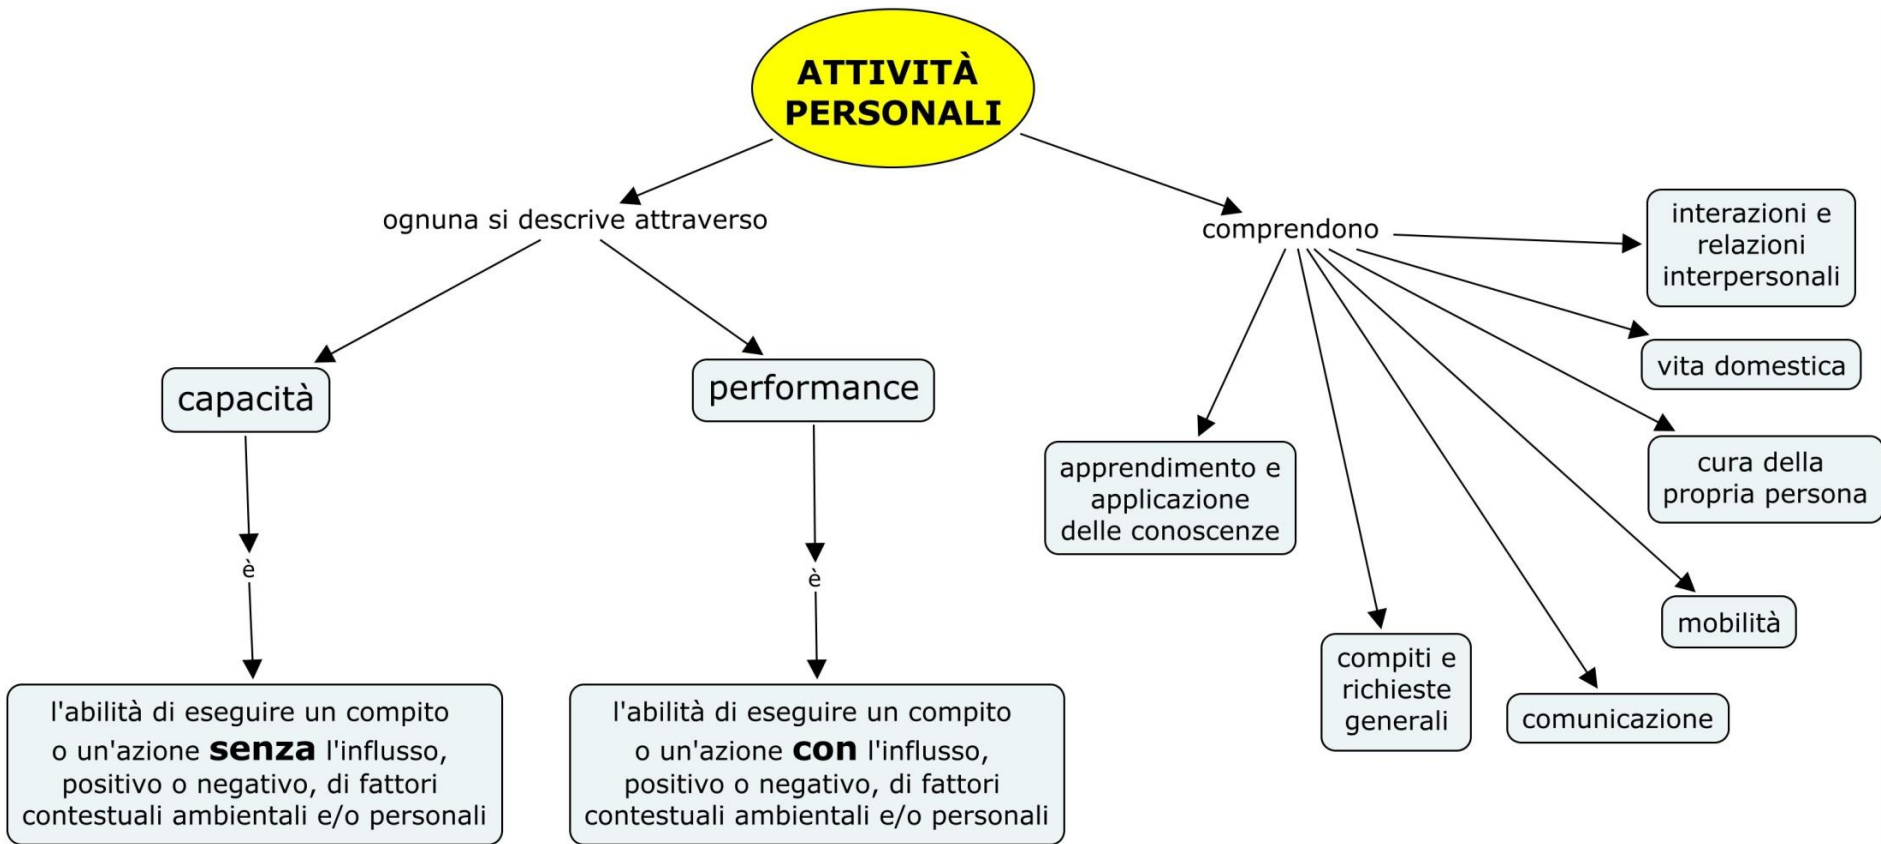 ATTIVITÀ
PERSONALI
ognuna si descrive attraverso
capacità
è
l'abilità di eseguire un compito
o un'azione senza l'influsso,
positivo o negativo, di fattori
contestuali ambientali e/o personali
performance
è
l'abilità di eseguire un compito
o un'azione con l'influsso,
positivo o negativo, di fattori
contestuali ambientali e/o personali
comprendono
apprendimento e
applicazione
delle conoscenze
compiti e
richieste
generali
comunicazione
mobilità
cura della
propria persona
vita domestica
interazioni e
relazioni
interpersonali